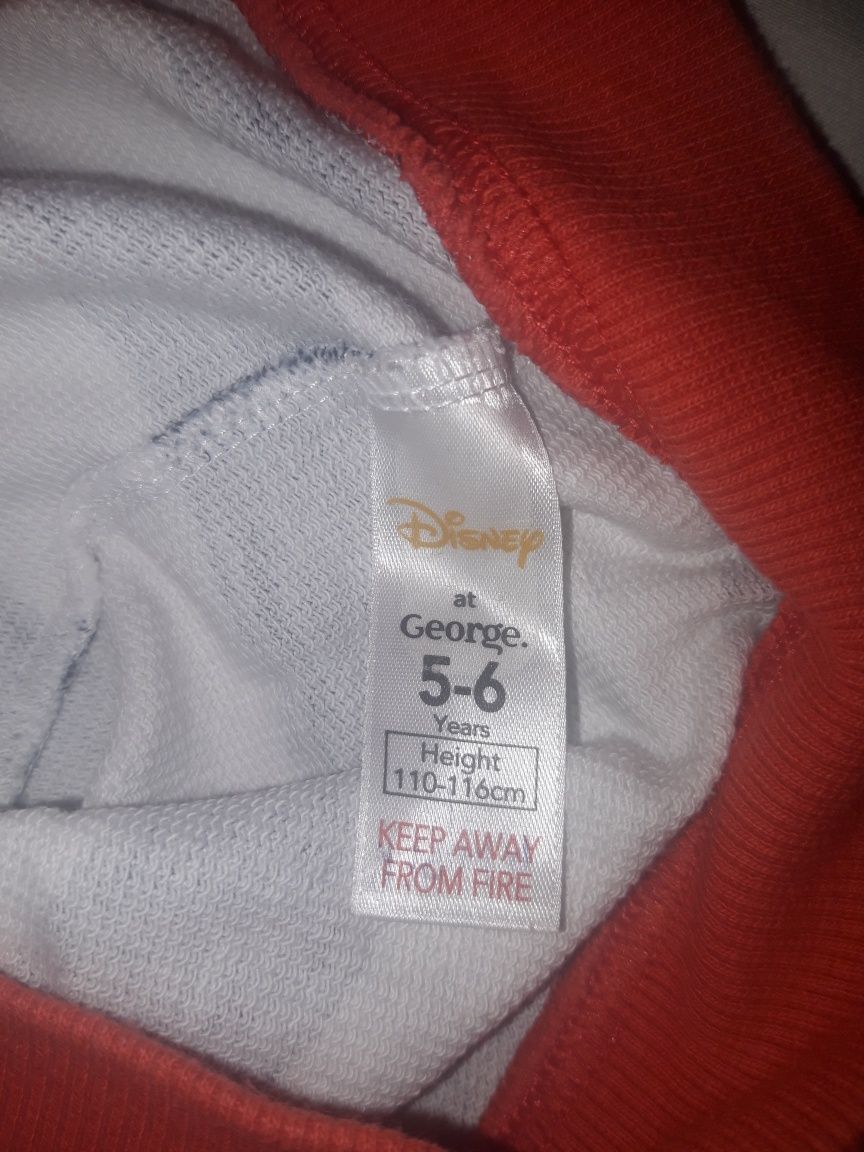 Disney
at
George.
5-6
Years
Height
110-116cm
KEEP AWAY
FROM FIRE